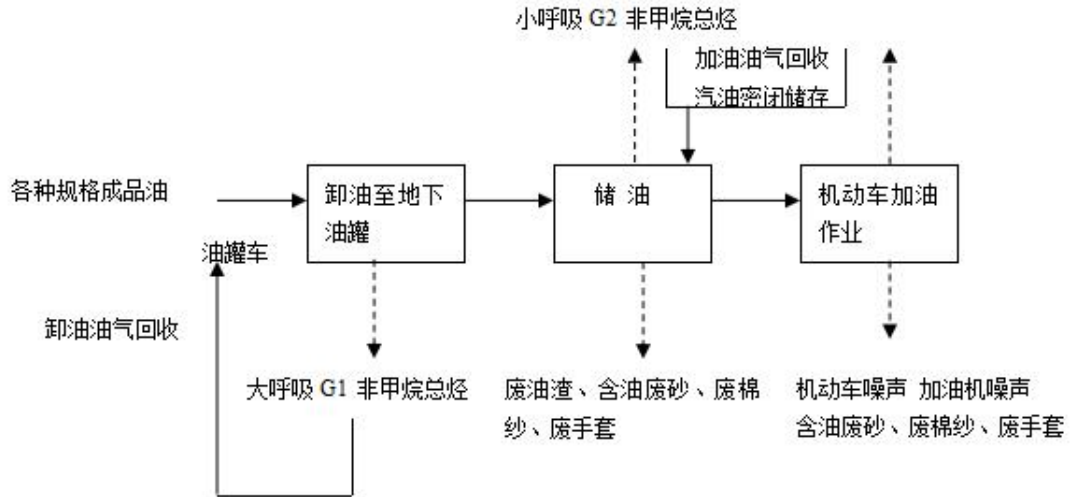 小呼吸 G2 非甲烷总烃
加油油气回收
汽油密闭储存
各种规格成品油
卸油至地下
油罐
储 油
机动车加油
作业
油罐车
卸油油气回收
大呼吸 G1 非甲烷总烃
废油渣、含油废砂、废棉
纱、废手套
机动车噪声 加油机噪声
含油废砂、废棉纱、废手套